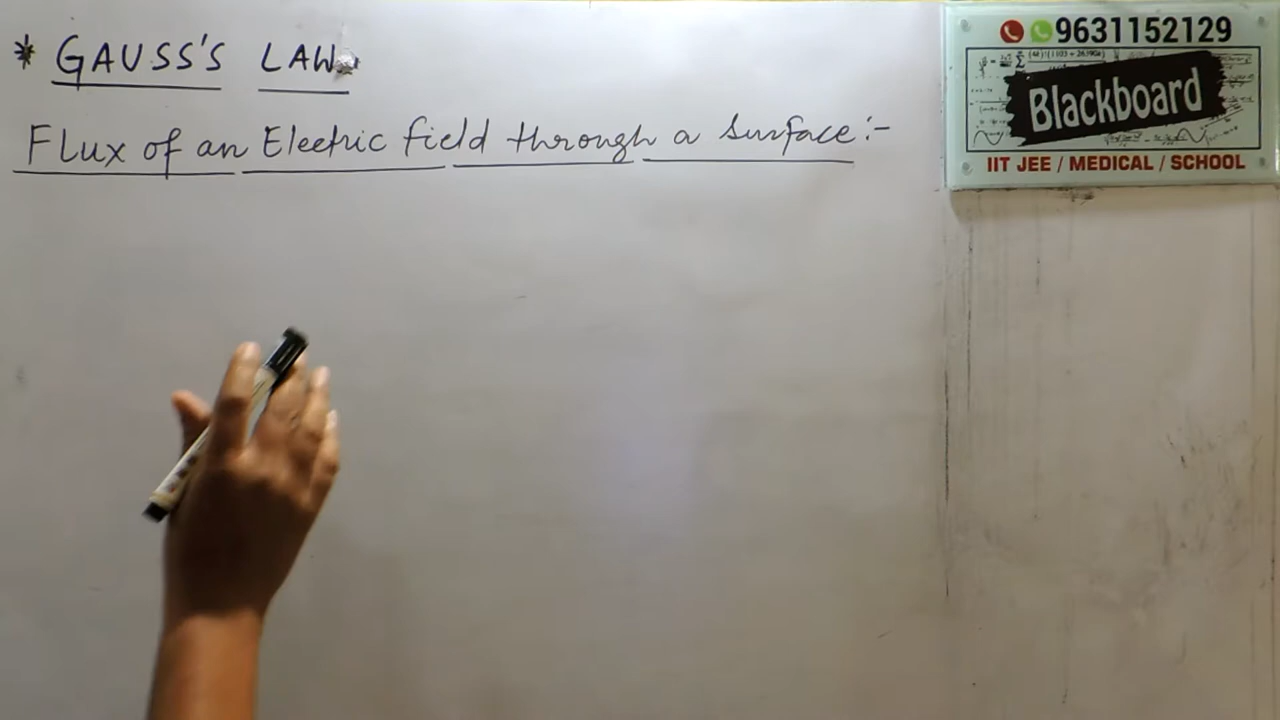 * GAUSS'S LAW
Flux of an Electric field through a Surface :-
9631152129
Blackboard
IIT JEE / MEDICAL / SCHOOL